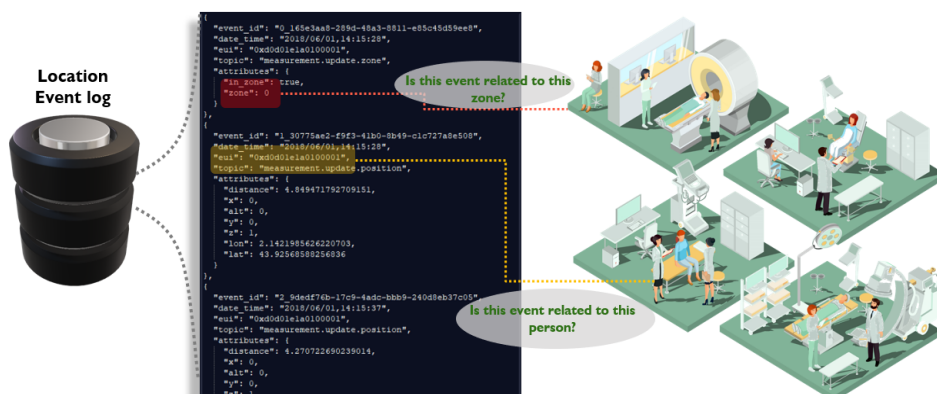 Location
Event log
{
"event_id": "0_165e3aa8-289d-48a3-8811-e85c45d59ee8",
"date_time": "2018/06/01,14:15:28",
"eui": "0xd0d01e1a0100001",
"topic": "measurement.update.zone",
"attributes": {
"in_zone": true,
"zone": 0
}
},
{
"event_id": "1_30775ae2-f9f3-41b0-8b49-c1c727a8e508",
"date_time": "2018/06/01,14:15:28",
"eui": "0xd0d01e1a0100001",
"topic": "measurement.update.position",
"attributes": {
"distance": 4.849471792709151,
"x": 0,
"alt": 0,
"y": 0,
"z": 1,
"lon": 2.1421985626220703,
"lat": 43.92568588256836
}
},
{
"event_id": "2_9dedf76b-17c9-4adc-bbb9-240d8eb37c05",
"date_time": "2018/06/01,14:15:37",
"eui": "0xd0d01e1a0100001",
"topic": "measurement.update.position",
"attributes": {
"distance": 4.270722690239014,
"x": 0,
"alt": 0,
"y": 0,
Is this event related to this
zone?
Is this event related to this
person?